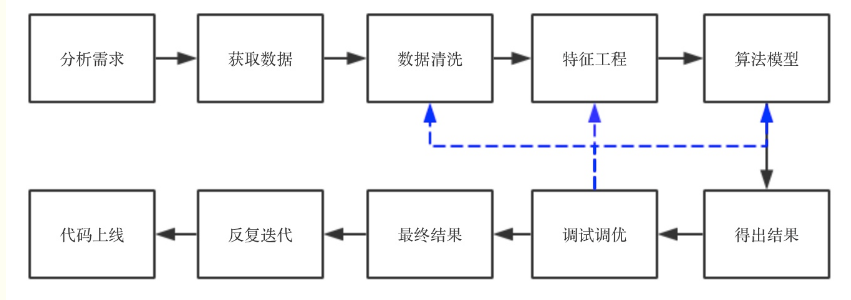 分析需求
获取数据
数据清洗
特征工程
算法模型
代码上线
反复迭代
最终结果
调试调优
得出结果